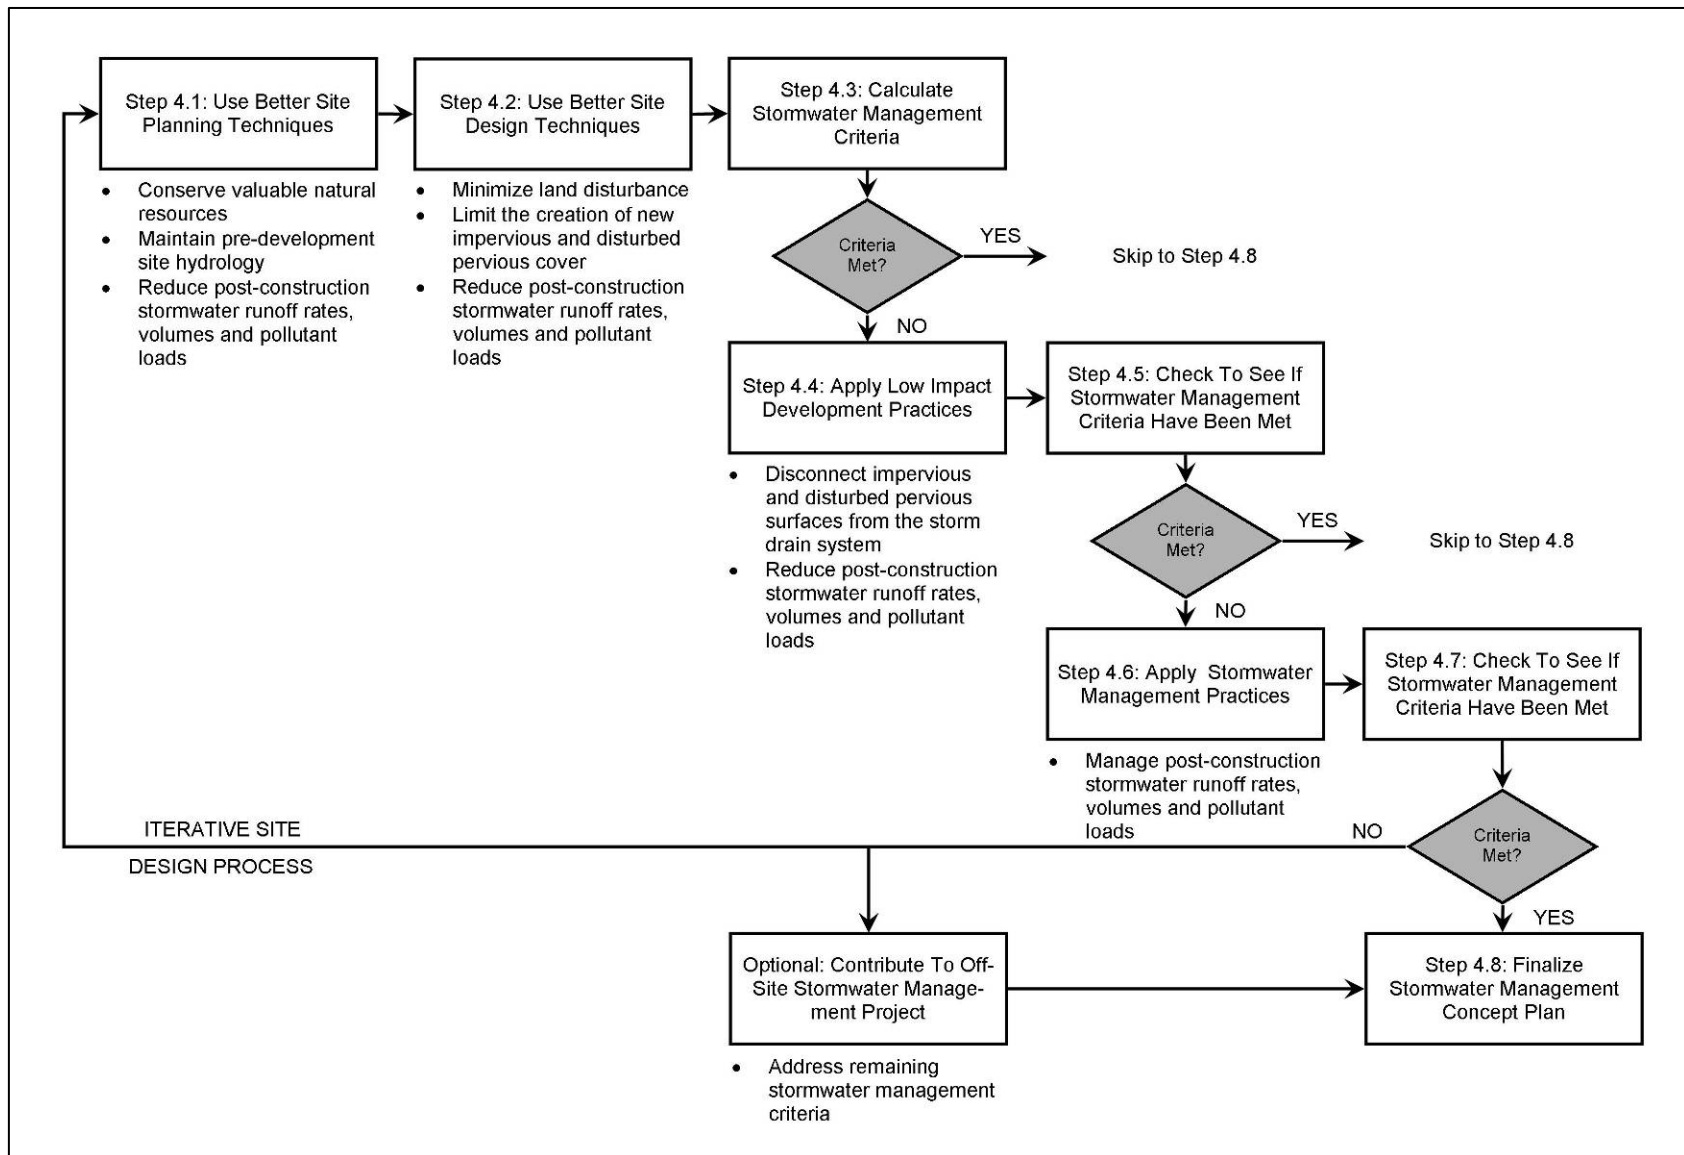 Step 4.1: Use Better Site
Planning Techniques
Step 4.2: Use Better Site
Design Techniques
Step 4.3: Calculate
Stormwater Management
Criteria
• Conserve valuable natural
resources
• Maintain pre-development
site hydrology
• Reduce post-construction
stormwater runoff rates,
volumes and pollutant
loads
• Minimize land disturbance
• Limit the creation of new
impervious and disturbed
pervious cover
• Reduce post-construction
stormwater runoff rates,
volumes and pollutant
loads
Criteria
Met?
YES
Skip to Step 4.8
NO
Step 4.4: Apply Low Impact
Development Practices
Step 4.5: Check To See If
Stormwater Management
Criteria Have Been Met
• Disconnect impervious
and disturbed pervious
surfaces from the storm
drain system
• Reduce post-construction
stormwater runoff rates,
volumes and pollutant
loads
Criteria
Met?
YES
Skip to Step 4.8
NO
Step 4.6: Apply Stormwater
Management Practices
Step 4.7: Check To See If
Stormwater Management
Criteria Have Been Met
• Manage post-construction
stormwater runoff rates,
volumes and pollutant
loads
Criteria
Met?
NO
ITERATIVE SITE
DESIGN PROCESS
YES
Optional: Contribute To Off-
Site Stormwater Manage-
ment Project
Step 4.8: Finalize
Stormwater Management
Concept Plan
• Address remaining
stormwater management
criteria